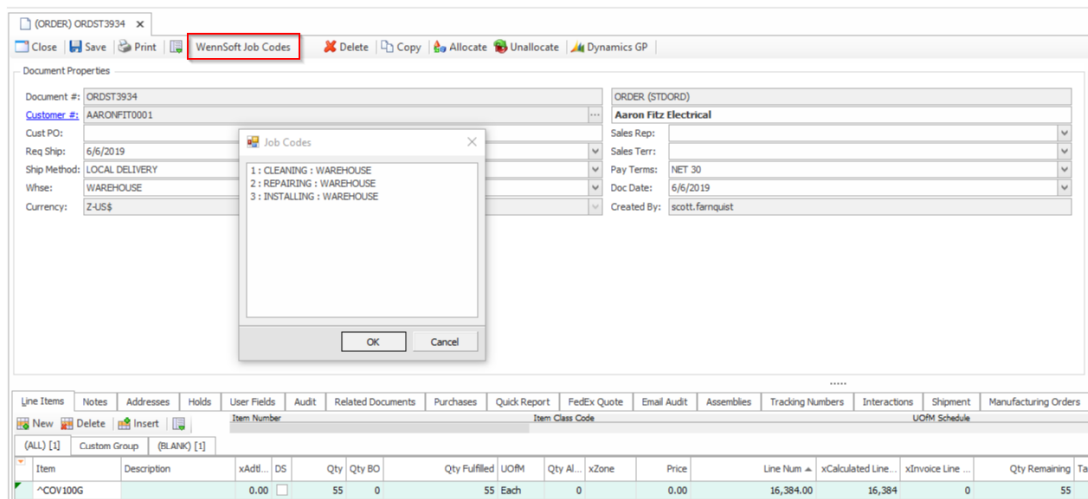 (ORDER) ORDST3934 x
Close Save Print WennSoft Job Codes Delete Copy Allocate Unallocate Dynamics GP
Document Properties
Document #: ORDST3934 ORDER (STDORD)
Customer #: AARONFIT0001 ... Aaron Fitz Electrical
Cust PO: Sales Rep:
Req Ship: 6/6/2019 Sales Terr:
Ship Method: LOCAL DELIVERY Pay Terms: NET 30
Whse: WAREHOUSE Doc Date: 6/6/2019
Currency: Z-US$ Created By: scott.farnquist
Job Codes
1 : CLEANING : WAREHOUSE
2 : REPAIRING : WAREHOUSE
3 : INSTALLING : WAREHOUSE
OK Cancel
Line Items Notes Addresses Holds User Fields Audit Related Documents Purchases Quick Report FedEx Quote Email Audit Assemblies Tracking Numbers Interactions Shipment Manufacturing Orders
New Delete Insert Item Number Item Class Code UOfM Schedule
(ALL) [1] Custom Group (BLANK) [1]
Item Description xAdtl... DS Qty Qty BO Qty Fulfilled UOfM Qty Al... xZone Price Line Num xCalculated Line... xInvoice Line ... Qty Remaining Ta
^COV100G 0.00 55 0 55 Each 0 0.00 16,384.00 16,384 0 55